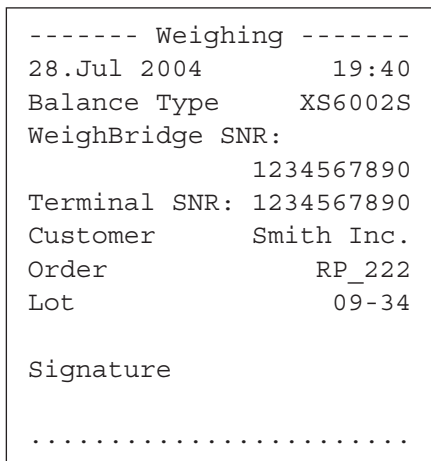 ------- Weighing -------
28.Jul 2004        19:40
Balance Type     XS6002S
WeighBridge SNR:
              1234567890
Terminal SNR: 1234567890
Customer      Smith Inc.
Order             RP_222
Lot                09-34
Signature
........................